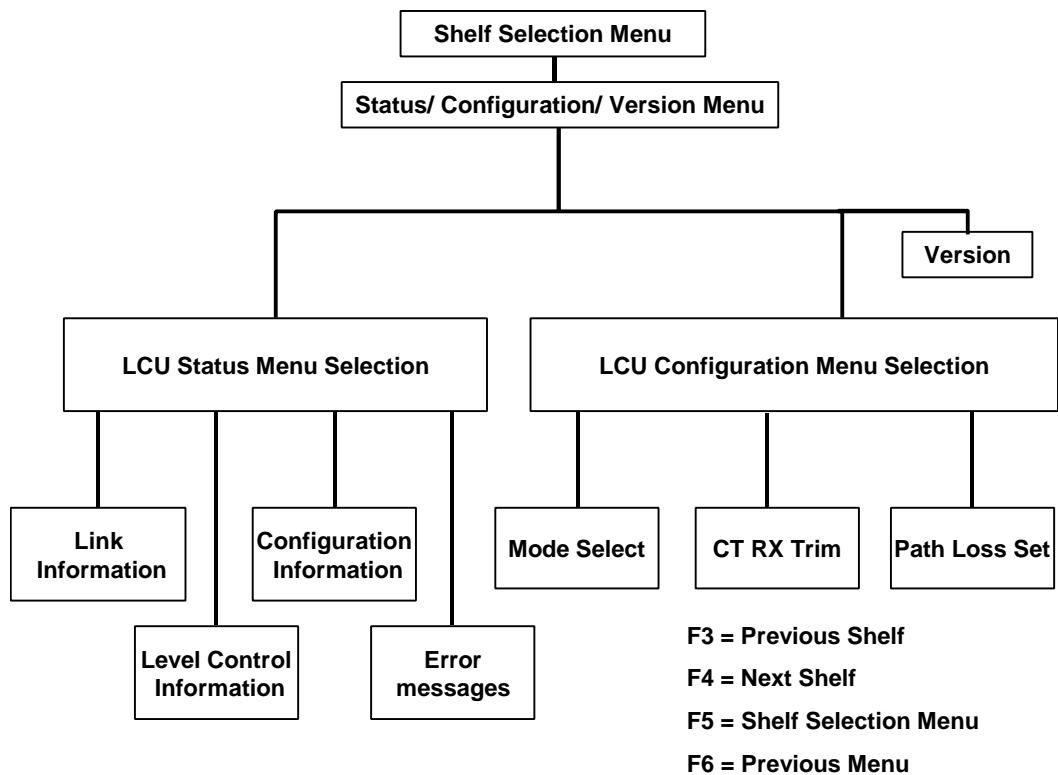 Shelf Selection Menu
Status/ Configuration/ Version Menu
Version
LCU Status Menu Selection
LCU Configuration Menu Selection
Link
Information
Configuration
Information
Mode Select
CT RX Trim
Path Loss Set
Level Control
Information
Error
messages
F3 = Previous Shelf
F4 = Next Shelf
F5 = Shelf Selection Menu
F6 = Previous Menu